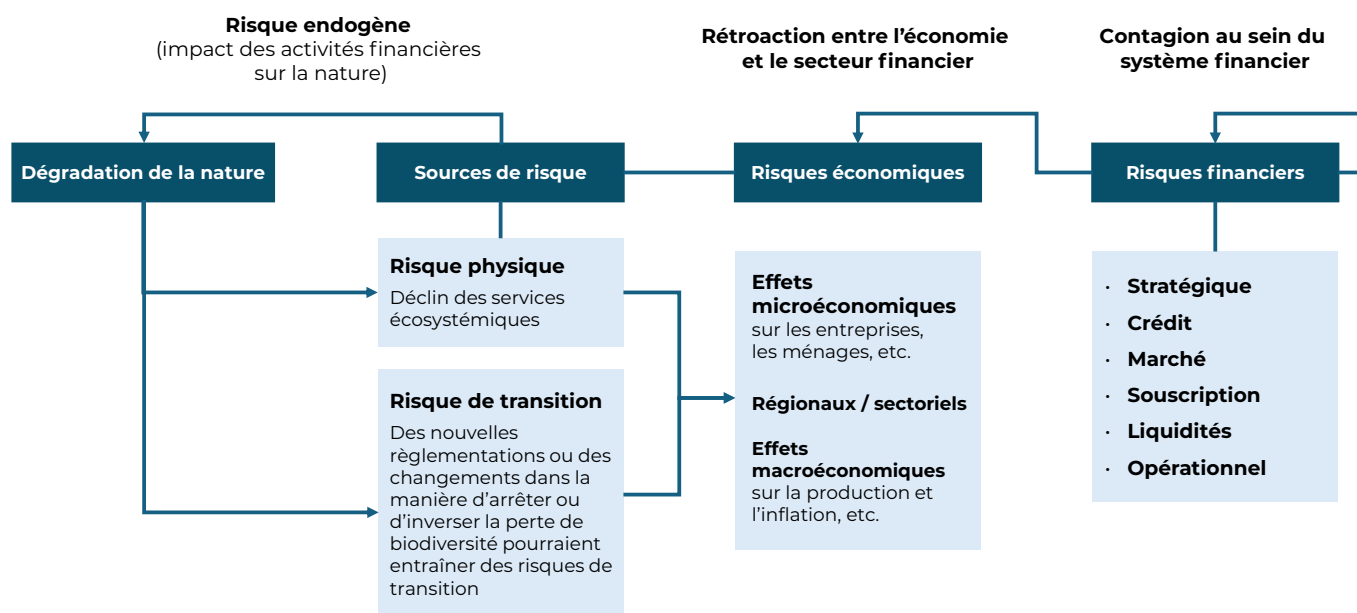 Risque endogène
(impact des activités financières
sur la nature)
Rétroaction entre l’économie
et le secteur financier
Contagion au sein du
système financier
Dégradation de la nature
Sources de risque
Risques économiques
Risques financiers
Risque physique
Déclin des services
écosystémiques
Risque de transition
Des nouvelles
règlementations ou des
changements dans la
manière d’arrêter ou
d’inverser la perte de
biodiversité pourraient
entraîner des risques de
transition
Effets
microéconomiques
sur les entreprises,
les ménages, etc.
Régionaux / sectoriels
Effets
macroéconomiques
sur la production et
l’inflation, etc.
· Stratégique
· Crédit
· Marché
· Souscription
· Liquidités
· Opérationnel